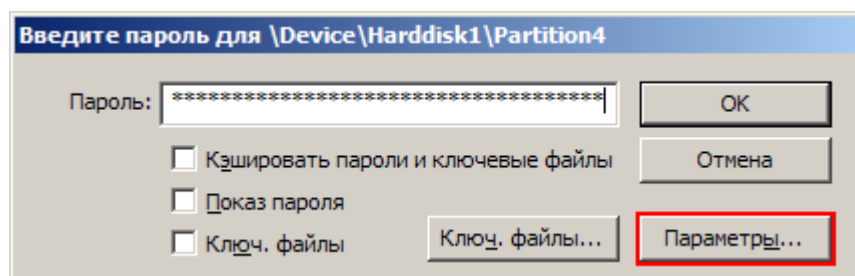 Введите пароль для \Device\Harddisk1\Partition4
Пароль: ************************************
OK
Кэшировать пароли и ключевые файлы
Отмена
Показ пароля
Ключ. файлы
Ключ. файлы...
Параметры...